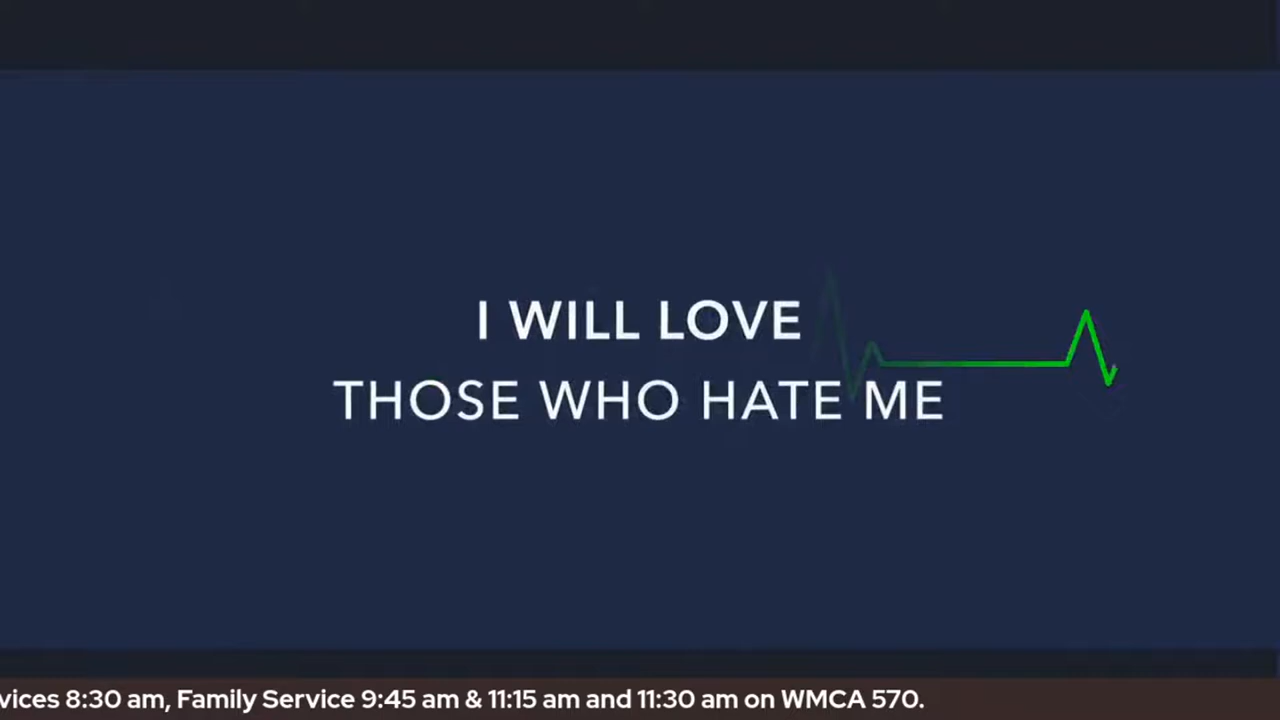 I WILL LOVE
THOSE WHO HATE ME
8:30 am, Family Service 9:45 am & 11:15 am and 11:30 am on WMCA 570.